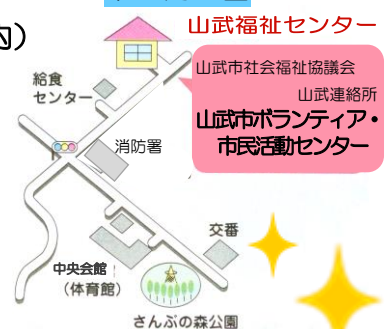 内）
山武福祉センター
山武市社会福祉協議会
山武連絡所
山武市ボランティア・
市民活動センター
給食
センター
消防署
交番
中央会館
（体育館）
さんぶの森公園